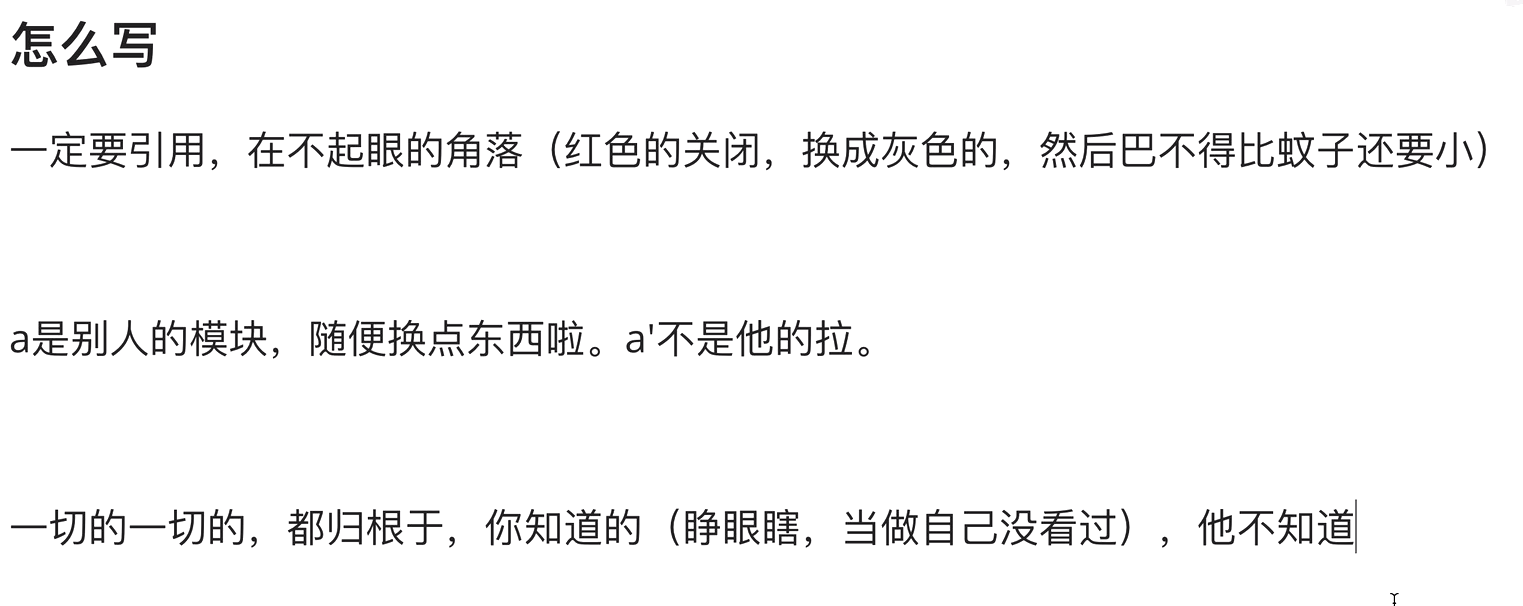 怎么写
一定要引用，在不起眼的角落（红色的关闭，换成灰色的，然后巴不得比蚊子还要小）
a是别人的模块，随便换点东西啦。a'不是他的拉。
一切的一切的，都归根于，你知道的（睁眼瞎，当做自己没看过），他不知道